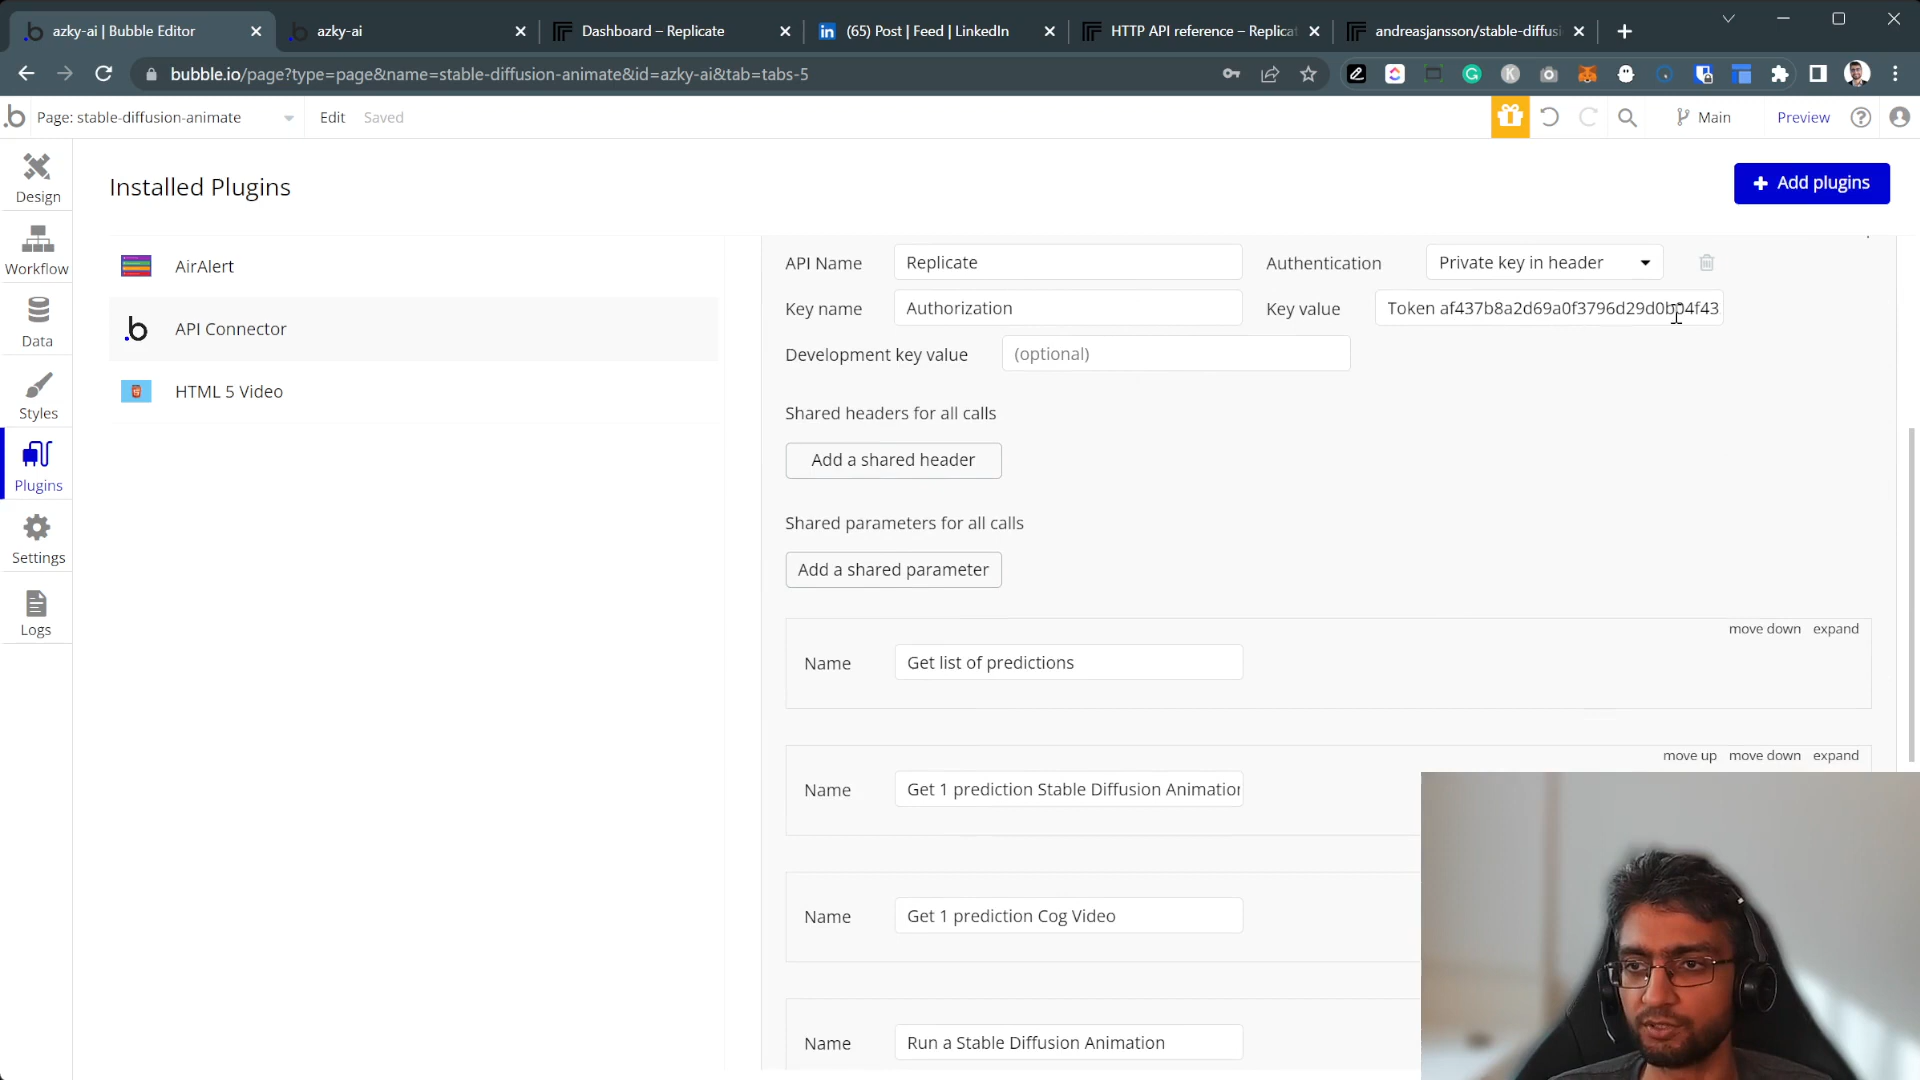 azky-ai | Bubble Editor
azky-ai
Dashboard – Replicate
(65) Post | Feed | LinkedIn
HTTP API reference – Replicat
andreasjansson/stable-diffusi
bubble.io/page?type=page&name=stable-diffusion-animate&id=azky-ai&tab=tabs-5
Page: stable-diffusion-animate
Edit
Saved
Main
Preview
Design
Workflow
Data
Styles
Plugins
Settings
Logs
Installed Plugins
Add plugins
AirAlert
API Connector
HTML 5 Video
API Name
Replicate
Authentication
Private key in header
Key name
Authorization
Key value
Token af437b8a2d69a0f3796d29d0b04f43
Development key value
(optional)
Shared headers for all calls
Add a shared header
Shared parameters for all calls
Add a shared parameter
move down expand
Name
Get list of predictions
move up move down expand
Name
Get 1 prediction Stable Diffusion Animation
Name
Get 1 prediction Cog Video
Name
Run a Stable Diffusion Animation